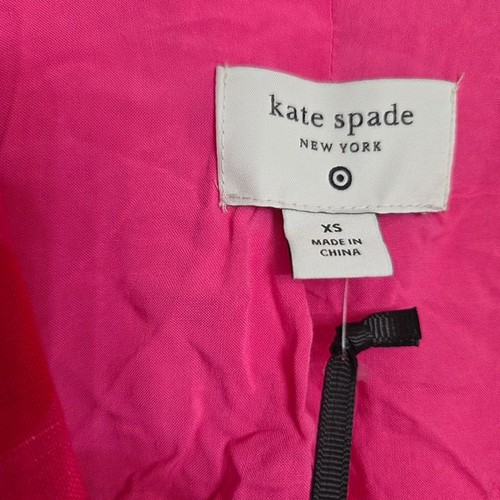 kate spade
NEW YORK
XS
MADE IN
CHINA